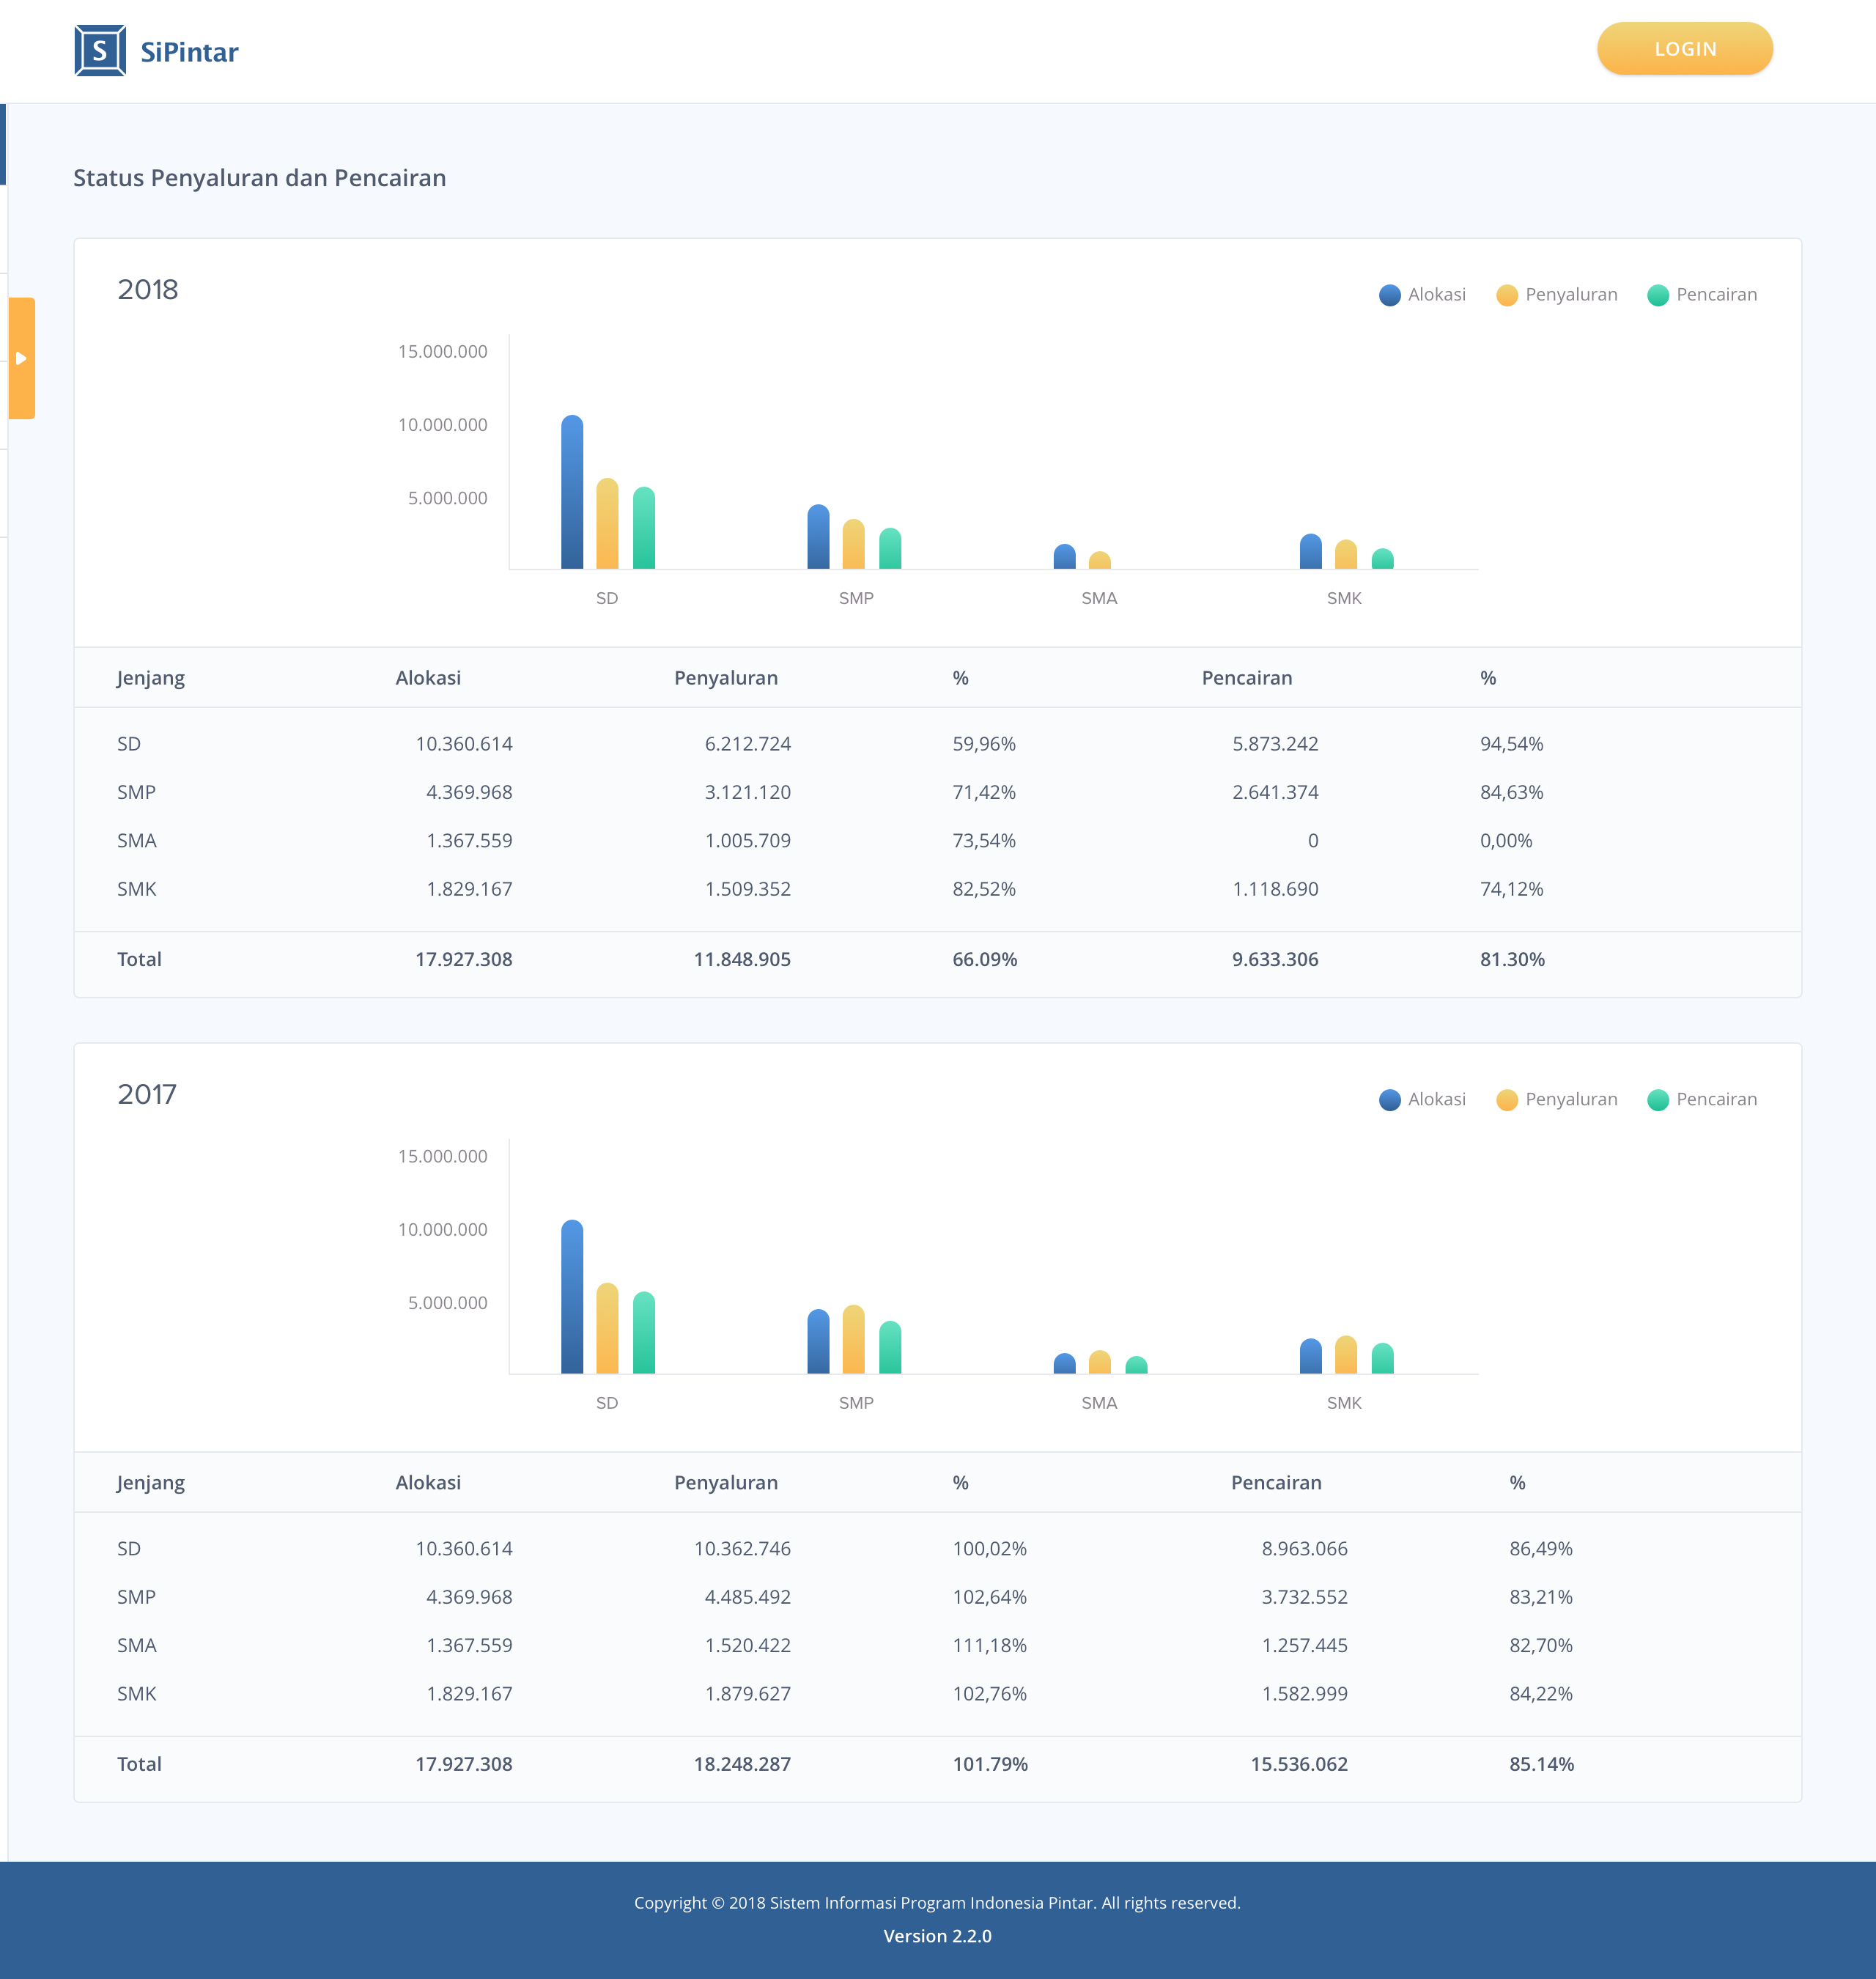 S SiPintar LOGIN
Status Penyaluran dan Pencairan
2018 Alokasi Penyaluran Pencairan
15.000.000
10.000.000
5.000.000
SD SMP SMA SMK
Jenjang Alokasi Penyaluran % Pencairan %
SD 10.360.614 6.212.724 59,96% 5.873.242 94,54%
SMP 4.369.968 3.121.120 71,42% 2.641.374 84,63%
SMA 1.367.559 1.005.709 73,54% 0 0,00%
SMK 1.829.167 1.509.352 82,52% 1.118.690 74,12%
Total 17.927.308 11.848.905 66.09% 9.633.306 81.30%
2017 Alokasi Penyaluran Pencairan
15.000.000
10.000.000
5.000.000
SD SMP SMA SMK
Jenjang Alokasi Penyaluran % Pencairan %
SD 10.360.614 10.362.746 100,02% 8.963.066 86,49%
SMP 4.369.968 4.485.492 102,64% 3.732.552 83,21%
SMA 1.367.559 1.520.422 111,18% 1.257.445 82,70%
SMK 1.829.167 1.879.627 102,76% 1.582.999 84,22%
Total 17.927.308 18.248.287 101.79% 15.536.062 85.14%
Copyright © 2018 Sistem Informasi Program Indonesia Pintar. All rights reserved.
Version 2.2.0